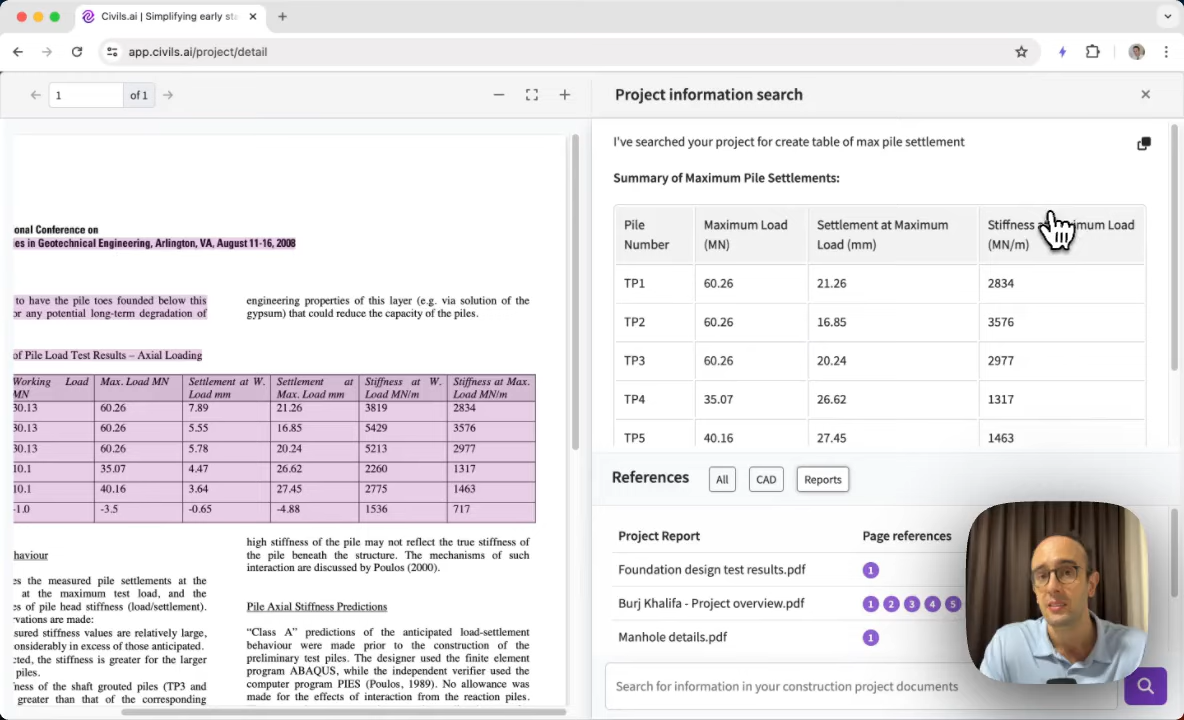 Civils.ai | Simplifying early sta
app.civils.ai/project/detail
1
of 1
onal Conference on
es in Geotechnical Engineering, Arlington, VA, August 11-16, 2008
to have the pile toes founded below this
or any potential long-term degradation of
engineering properties of this layer (e.g. via solution of the
gypsum) that could reduce the capacity of the piles.
of Pile Load Test Results – Axial Loading
Working Load MN | Max. Load MN | Settlement at W. Load mm | Settlement at Max. Load mm | Stiffness at W. Load MN/m | Stiffness at Max. Load MN/m
30.13 | 60.26 | 7.89 | 21.26 | 3819 | 2834
30.13 | 60.26 | 5.55 | 16.85 | 5429 | 3576
30.13 | 60.26 | 5.78 | 20.24 | 5213 | 2977
10.1 | 35.07 | 4.47 | 26.62 | 2260 | 1317
10.1 | 40.16 | 3.64 | 27.45 | 2775 | 1463
-1.0 | -3.5 | -0.65 | -4.88 | 1536 | 717
haviour
es the measured pile settlements at the
at the maximum test load, and the
es of pile head stiffness (load/settlement).
rvations are made:
sured stiffness values are relatively large,
onsiderably in excess of those anticipated.
cted, the stiffness is greater for the larger
piles.
fness of the shaft grouted piles (TP3 and
greater than that of the corresponding
high stiffness of the pile may not reflect the true stiffness of
the pile beneath the structure. The mechanisms of such
interaction are discussed by Poulos (2000).
Pile Axial Stiffness Predictions
“Class A” predictions of the anticipated load-settlement
behaviour were made prior to the construction of the
preliminary test piles. The designer used the finite element
program ABAQUS, while the independent verifier used the
computer program PIES (Poulos, 1989). No allowance was
made for the effects of interaction from the reaction piles.
Project information search
I've searched your project for create table of max pile settlement
Summary of Maximum Pile Settlements:
Pile Number | Maximum Load (MN) | Settlement at Maximum Load (mm) | Stiffness imum Load (MN/m)
TP1 | 60.26 | 21.26 | 2834
TP2 | 60.26 | 16.85 | 3576
TP3 | 60.26 | 20.24 | 2977
TP4 | 35.07 | 26.62 | 1317
TP5 | 40.16 | 27.45 | 1463
References All CAD Reports
Project Report | Page references
Foundation design test results.pdf 1
Burj Khalifa - Project overview.pdf 1 2 3 4 5
Manhole details.pdf 1
Search for information in your construction project documents